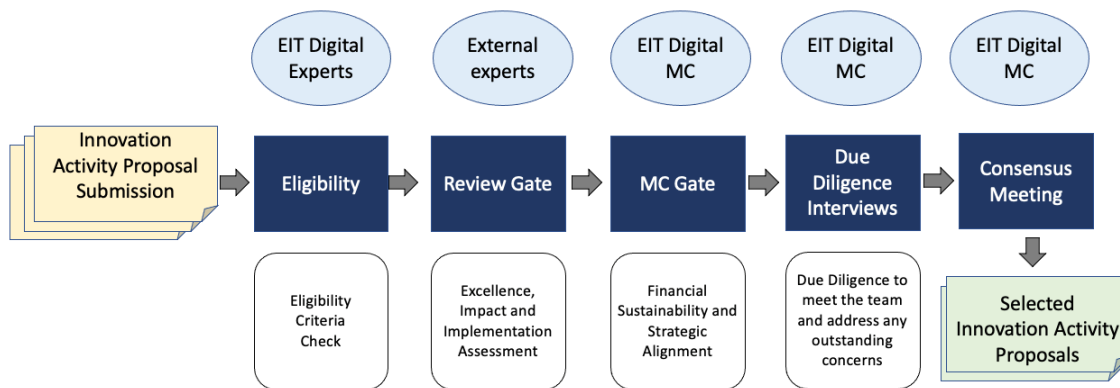 EIT Digital
Experts
External
experts
EIT Digital
MC
EIT Digital
MC
EIT Digital
MC
Innovation
Activity Proposal
Submission
Eligibility
Review Gate
MC Gate
Due
Diligence
Interviews
Consensus
Meeting
Eligibility
Criteria
Check
Excellence,
Impact and
Implementation
Assessment
Financial
Sustainability and
Strategic
Alignment
Due Diligence to
meet the team
and address any
outstanding
concerns
Selected
Innovation Activity
Proposals